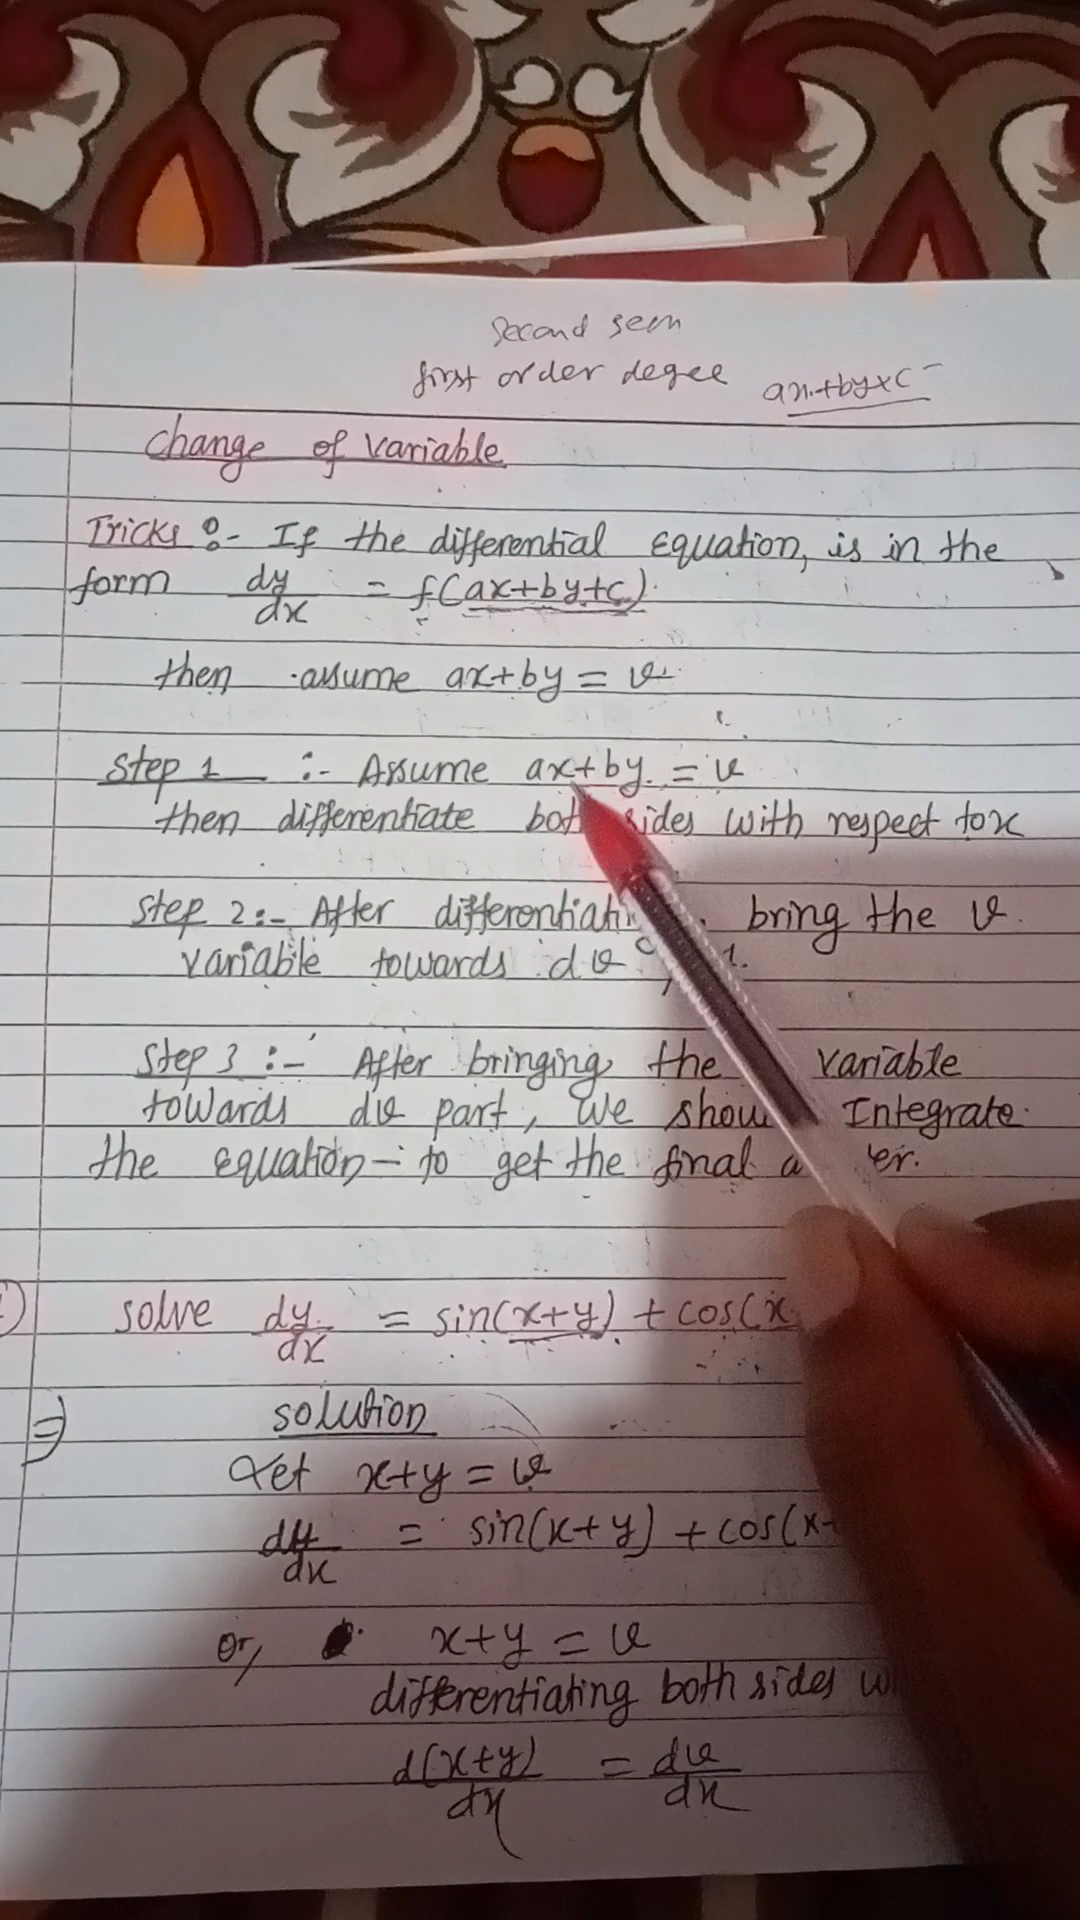 Second sem
first order degee ax+by+c
Change of Variable
Tricks :- If the differential Equation, is in the
form dy/dx = f(ax+by+c).
then assume ax+by = v
Step 1 :- Assume ax+by = v
then differentiate both sides with respect to x
Step 2:- After bring the v
variable towards dv
Step 3 :- After bringing the variable
towards dv part, we Integrate
the equation - to get the final
solve dy/dx = sin(x+y) + cos(x
=> solution
Let x+y = v
dy/dx = sin(x+y) + cos(x+
or, x+y = v
differentiating both sides
d(x+y)/dx = dv/dx